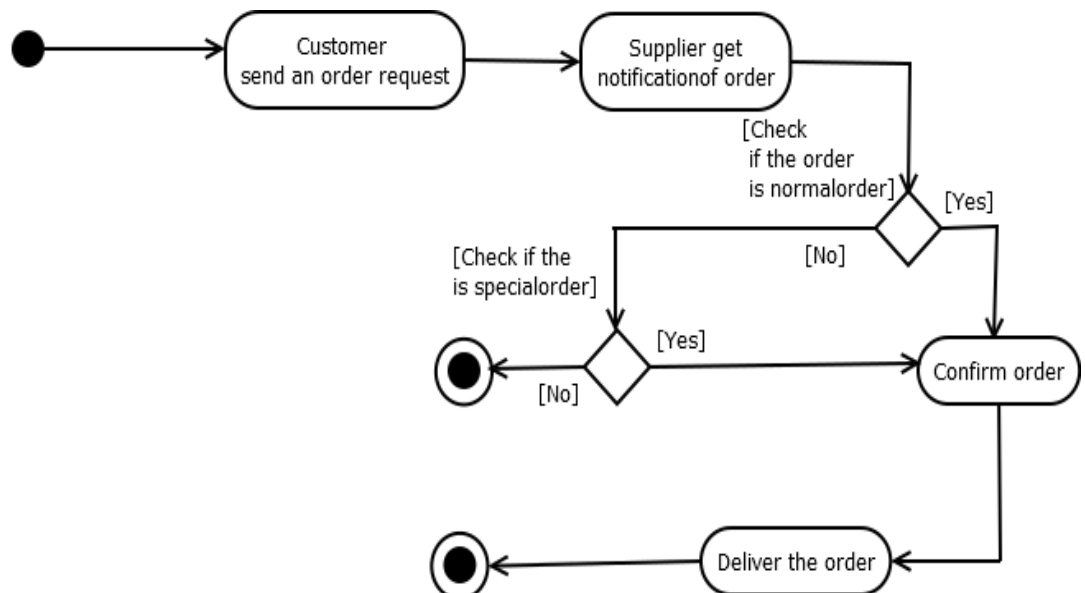 Customer
send an order request
Supplier get
notificationof order
[Check
if the order
is normalorder]
[Yes]
[No]
[Check if the
is specialorder]
[Yes]
[No]
Confirm order
Deliver the order